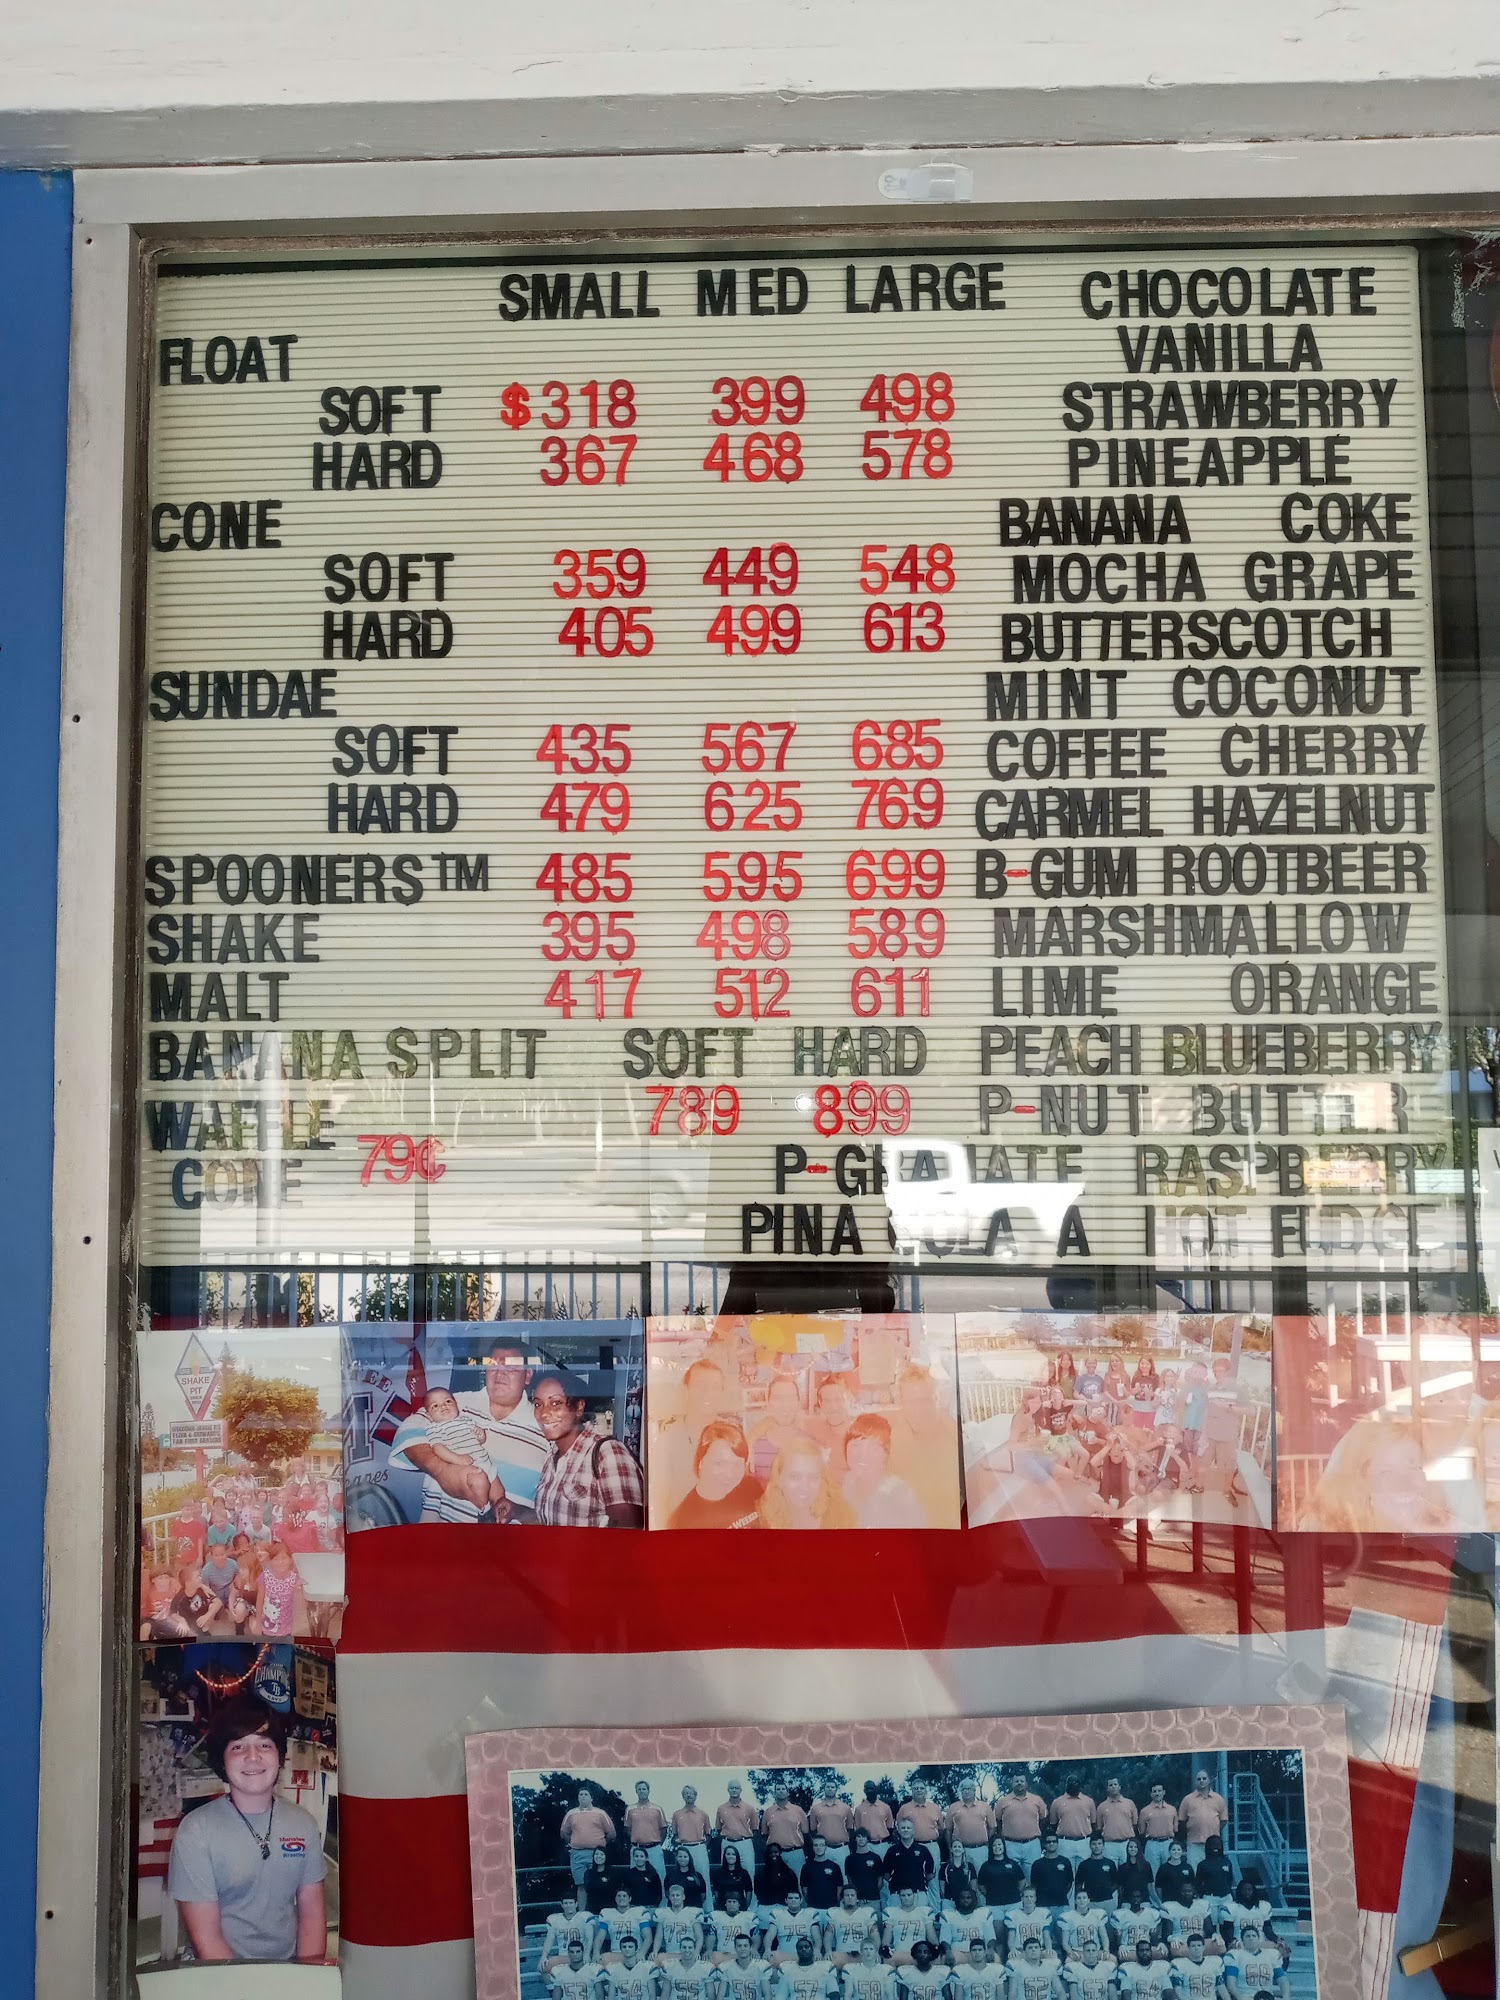 SMALL MED LARGE CHOCOLATE
FLOAT VANILLA
SOFT $318 399 498 STRAWBERRY
HARD 367 468 578 PINEAPPLE
CONE BANANA COKE
SOFT 359 449 548 MOCHA GRAPE
HARD 405 499 613 BUTTERSCOTCH
SUNDAE MINT COCONUT
SOFT 435 567 685 COFFEE CHERRY
HARD 479 625 769 CARMEL HAZELNUT
SPOONERS™ 485 595 699 B-GUM ROOTBEER
SHAKE 395 498 589 MARSHMALLOW
MALT 417 512 611 LIME ORANGE
BANANA SPLIT SOFT HARD PEACH BLUEBERRY
WAFFLE 789 899 P-NUT BUTTER
CONE 79¢ P-GRANATE RASPBERRY
PINA COLADA HOT FUDGE
SHAKE
PIT